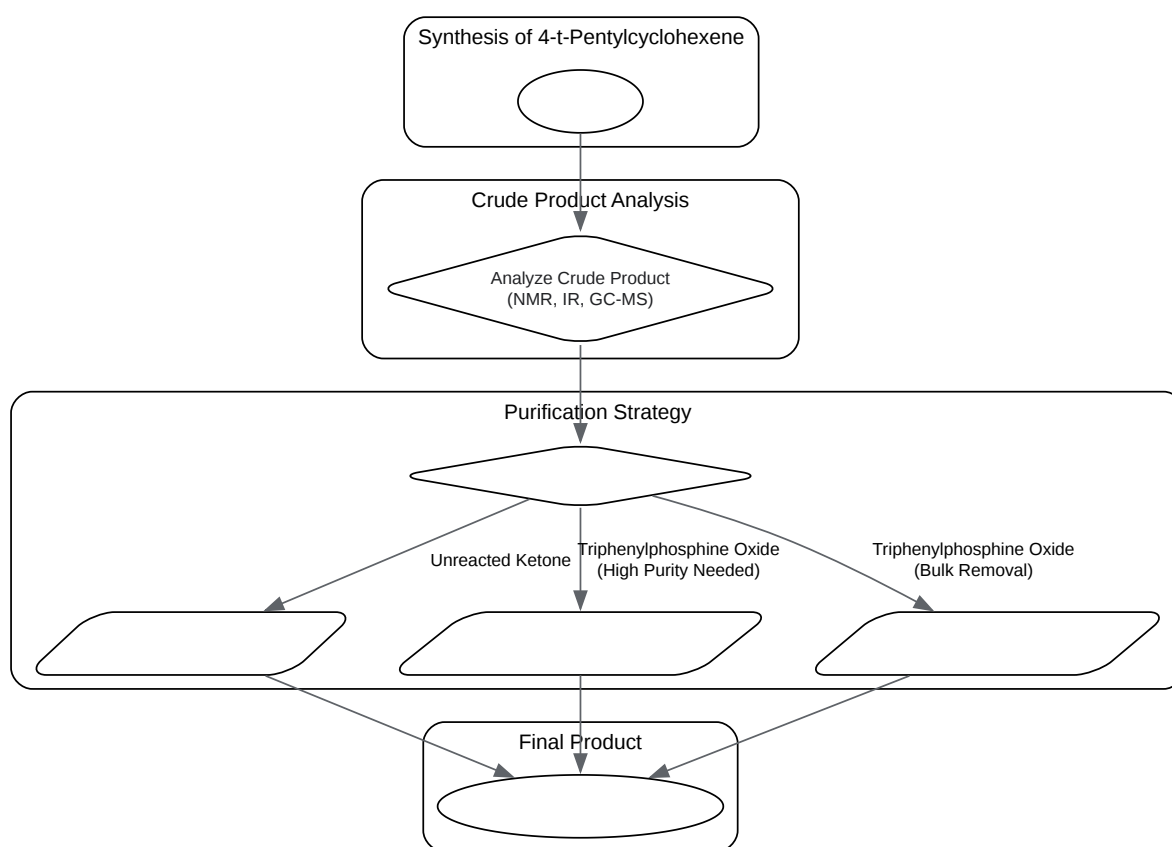 Synthesis of 4-t-Pentylcyclohexene
Crude Product Analysis
Analyze Crude Product
(NMR, IR, GC-MS)
Purification Strategy
Unreacted Ketone
Triphenylphosphine Oxide
(High Purity Needed)
Triphenylphosphine Oxide
(Bulk Removal)
Final Product